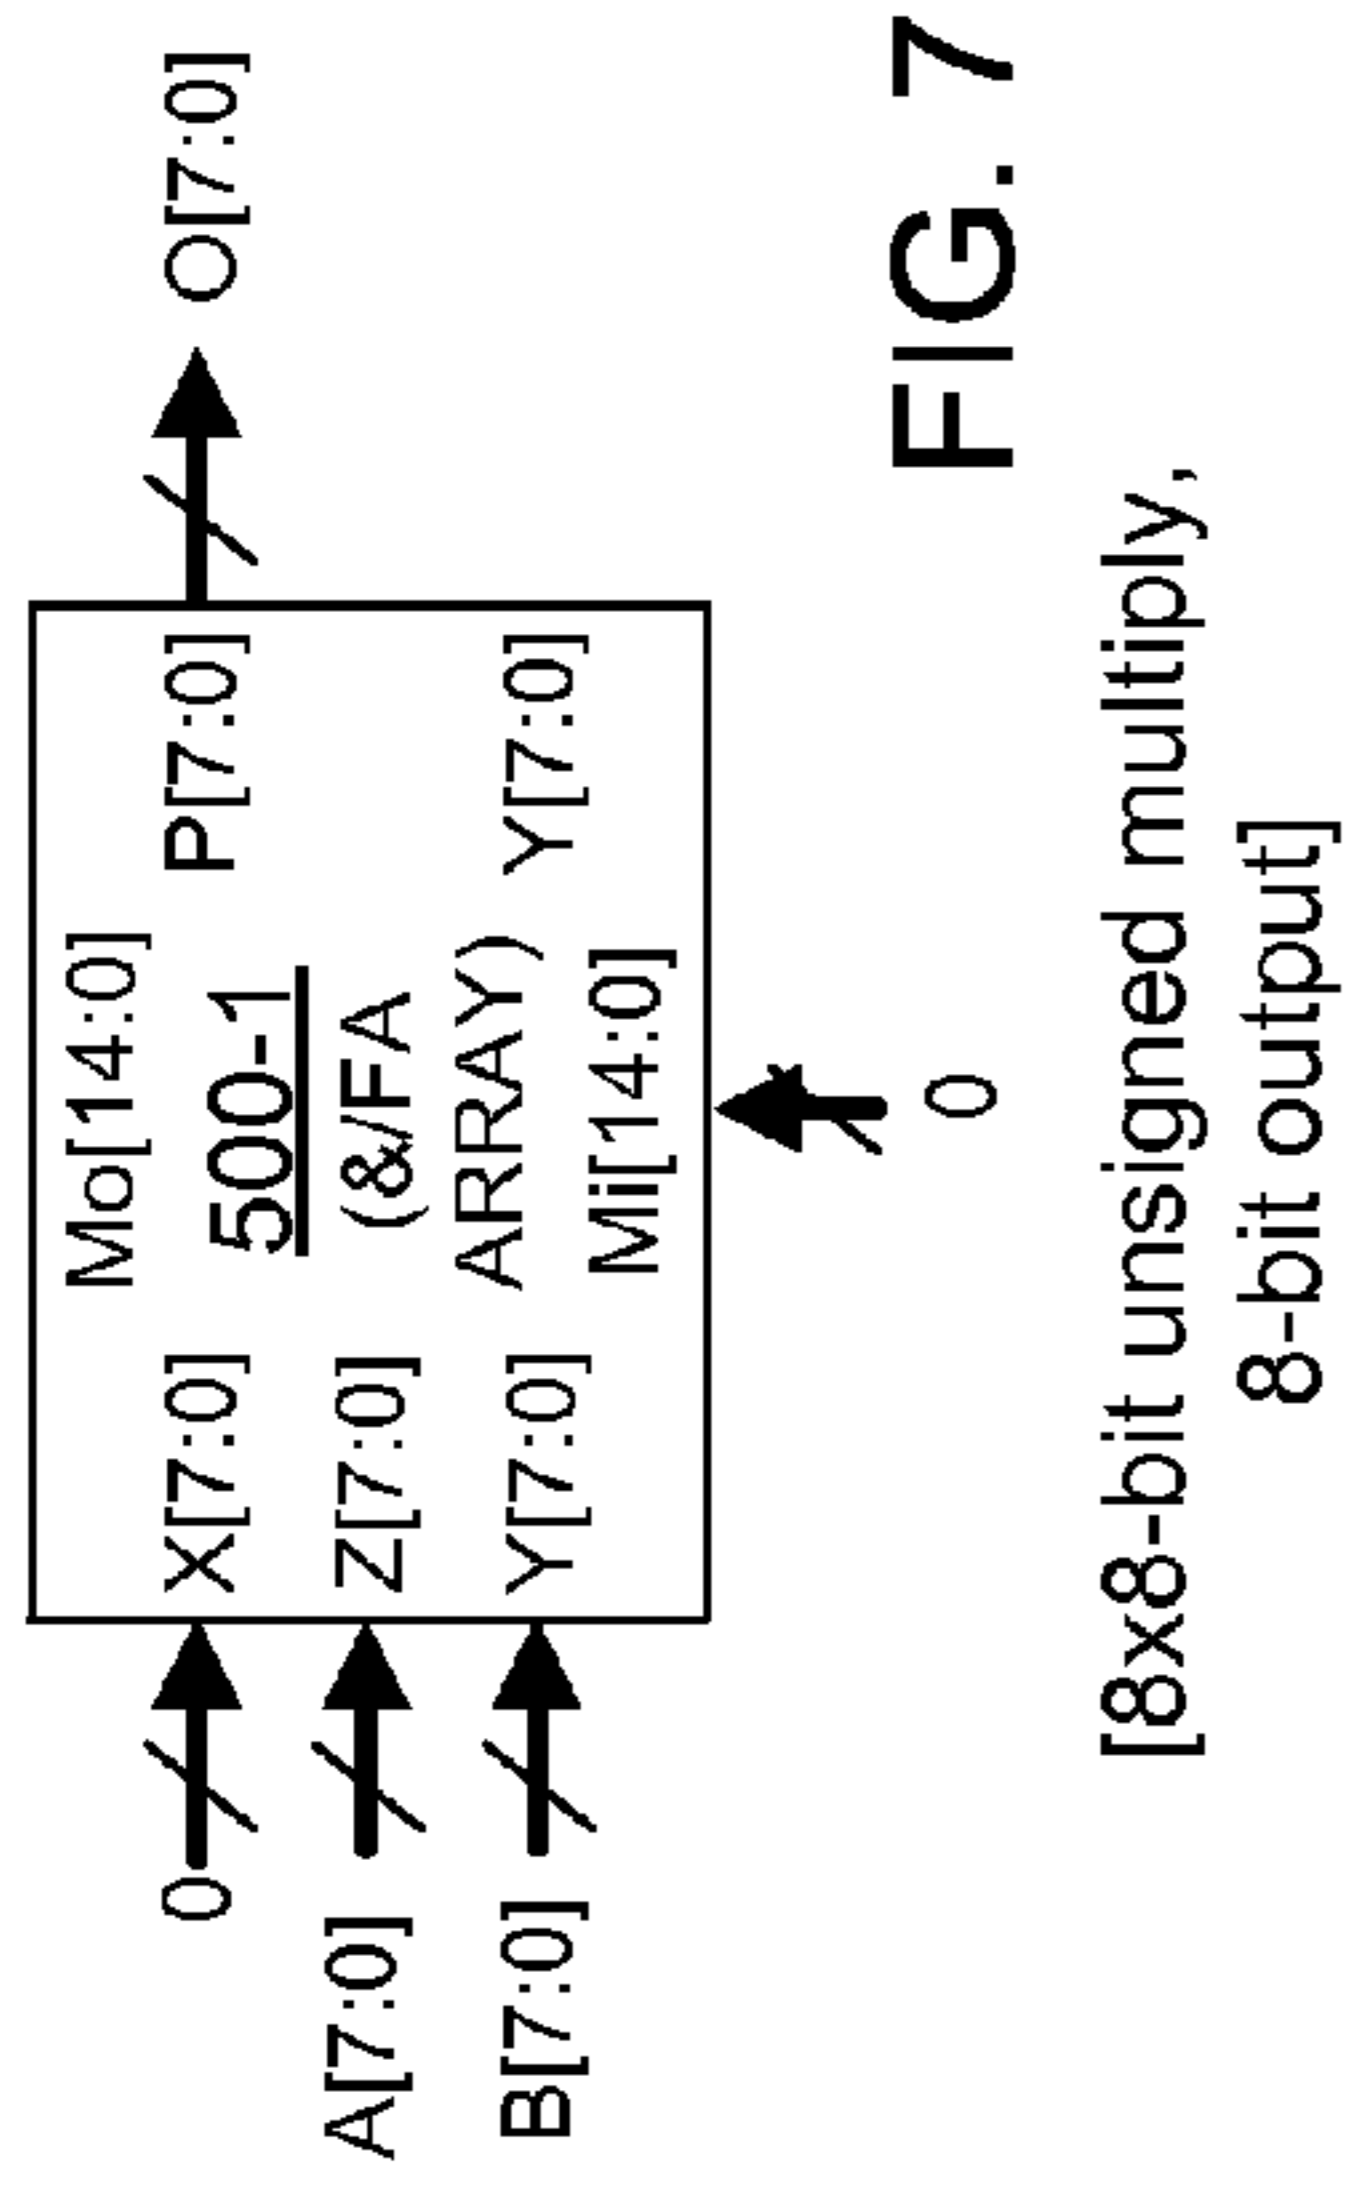 Mo[14:0]
0
X[7:0]
500-1
P[7:0]
O[7:0]
A[7:0]
Z[7:0]
(&/FA
ARRAY)
B[7:0]
Y[7:0]
Y[7:0]
Mi[14:0]
0
FIG. 7
[8x8-bit unsigned multiply,
8-bit output]